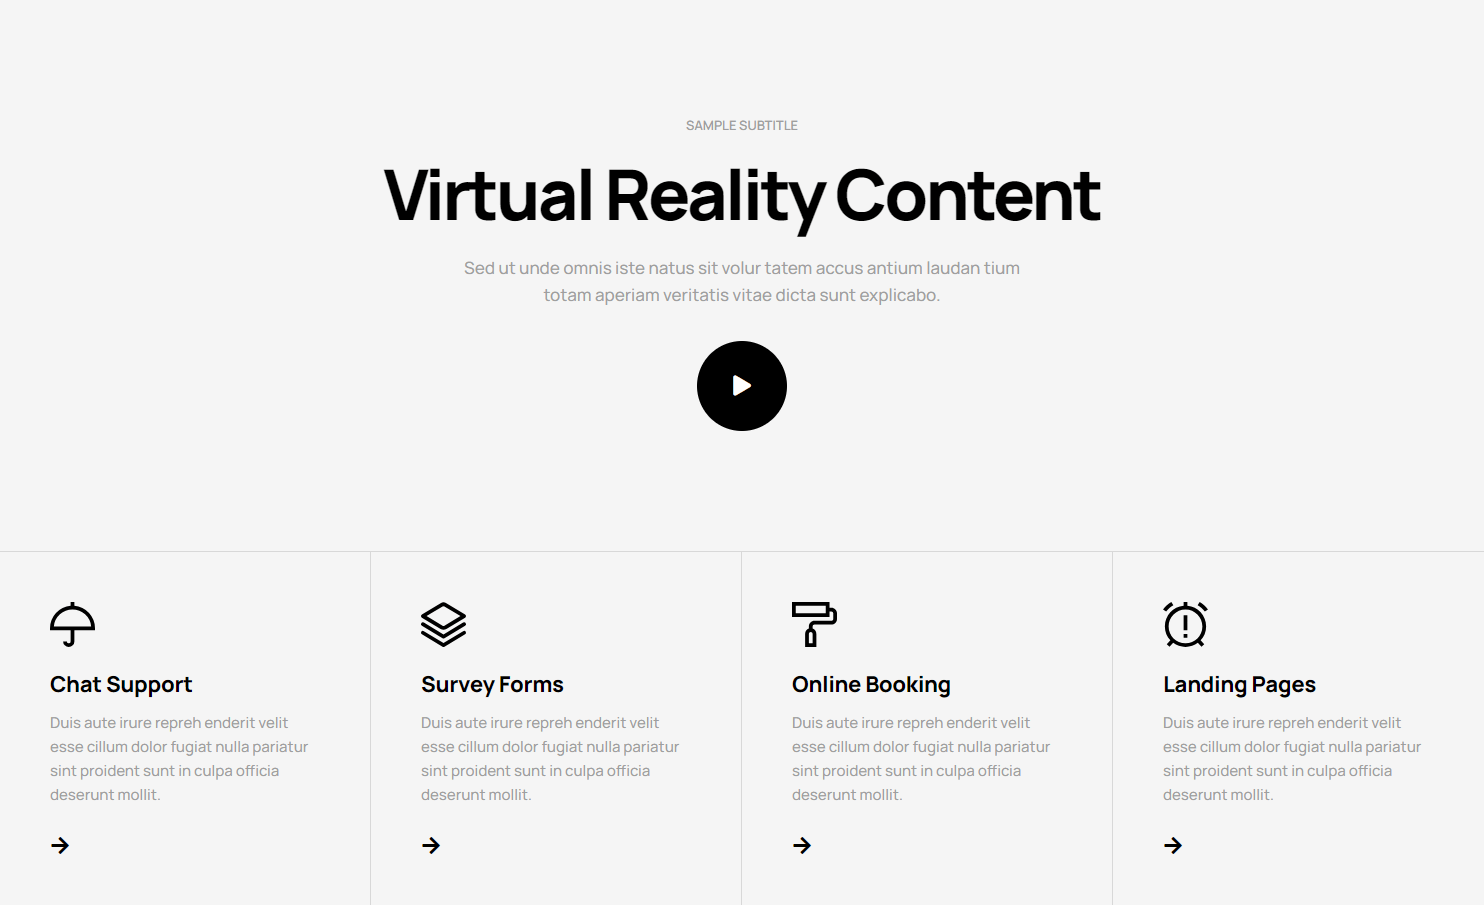 SAMPLE SUBTITLE
Virtual Reality Content
Sed ut unde omnis iste natus sit volur tatem accus antium laudan tium
totam aperiam veritatis vitae dicta sunt explicabo.
Chat Support
Duis aute irure repreh enderit velit
esse cillum dolor fugiat nulla pariatur
sint proident sunt in culpa officia
deserunt mollit.
Survey Forms
Duis aute irure repreh enderit velit
esse cillum dolor fugiat nulla pariatur
sint proident sunt in culpa officia
deserunt mollit.
Online Booking
Duis aute irure repreh enderit velit
esse cillum dolor fugiat nulla pariatur
sint proident sunt in culpa officia
deserunt mollit.
Landing Pages
Duis aute irure repreh enderit velit
esse cillum dolor fugiat nulla pariatur
sint proident sunt in culpa officia
deserunt mollit.